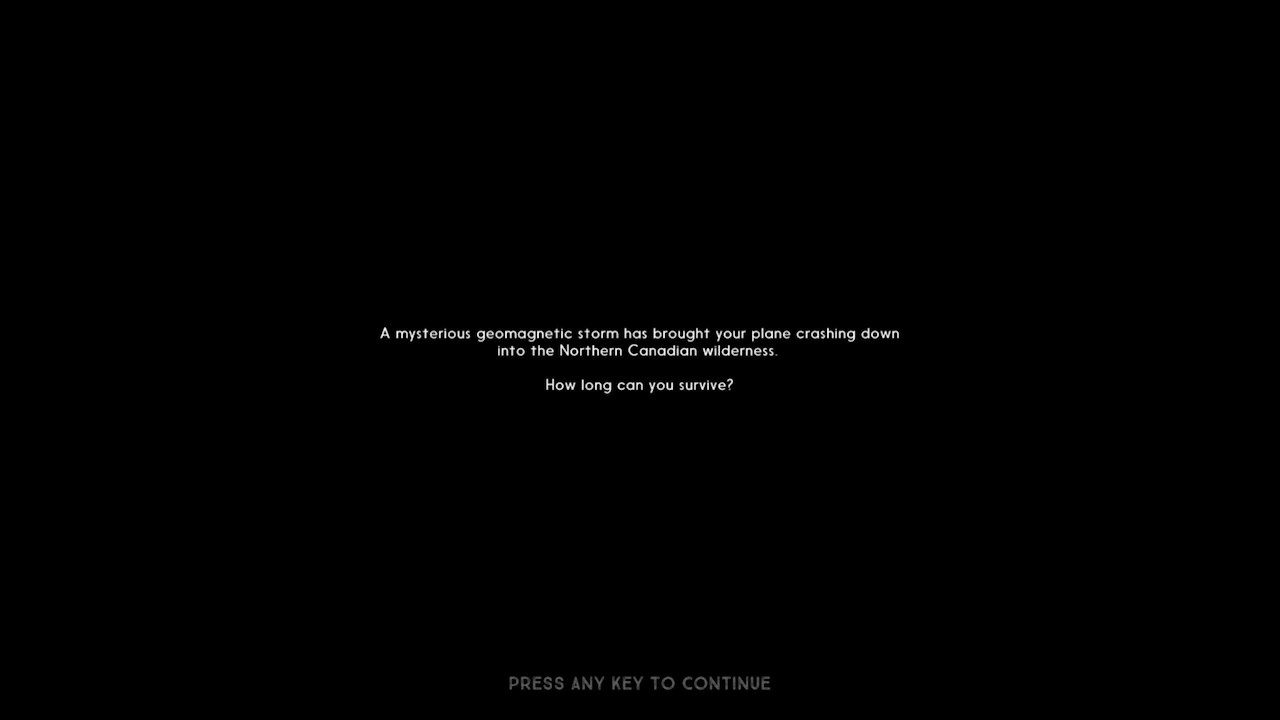 A mysterious geomagnetic storm has brought your plane crashing down
into the Northern Canadian wilderness.
How long can you survive?
PRESS ANY KEY TO CONTINUE